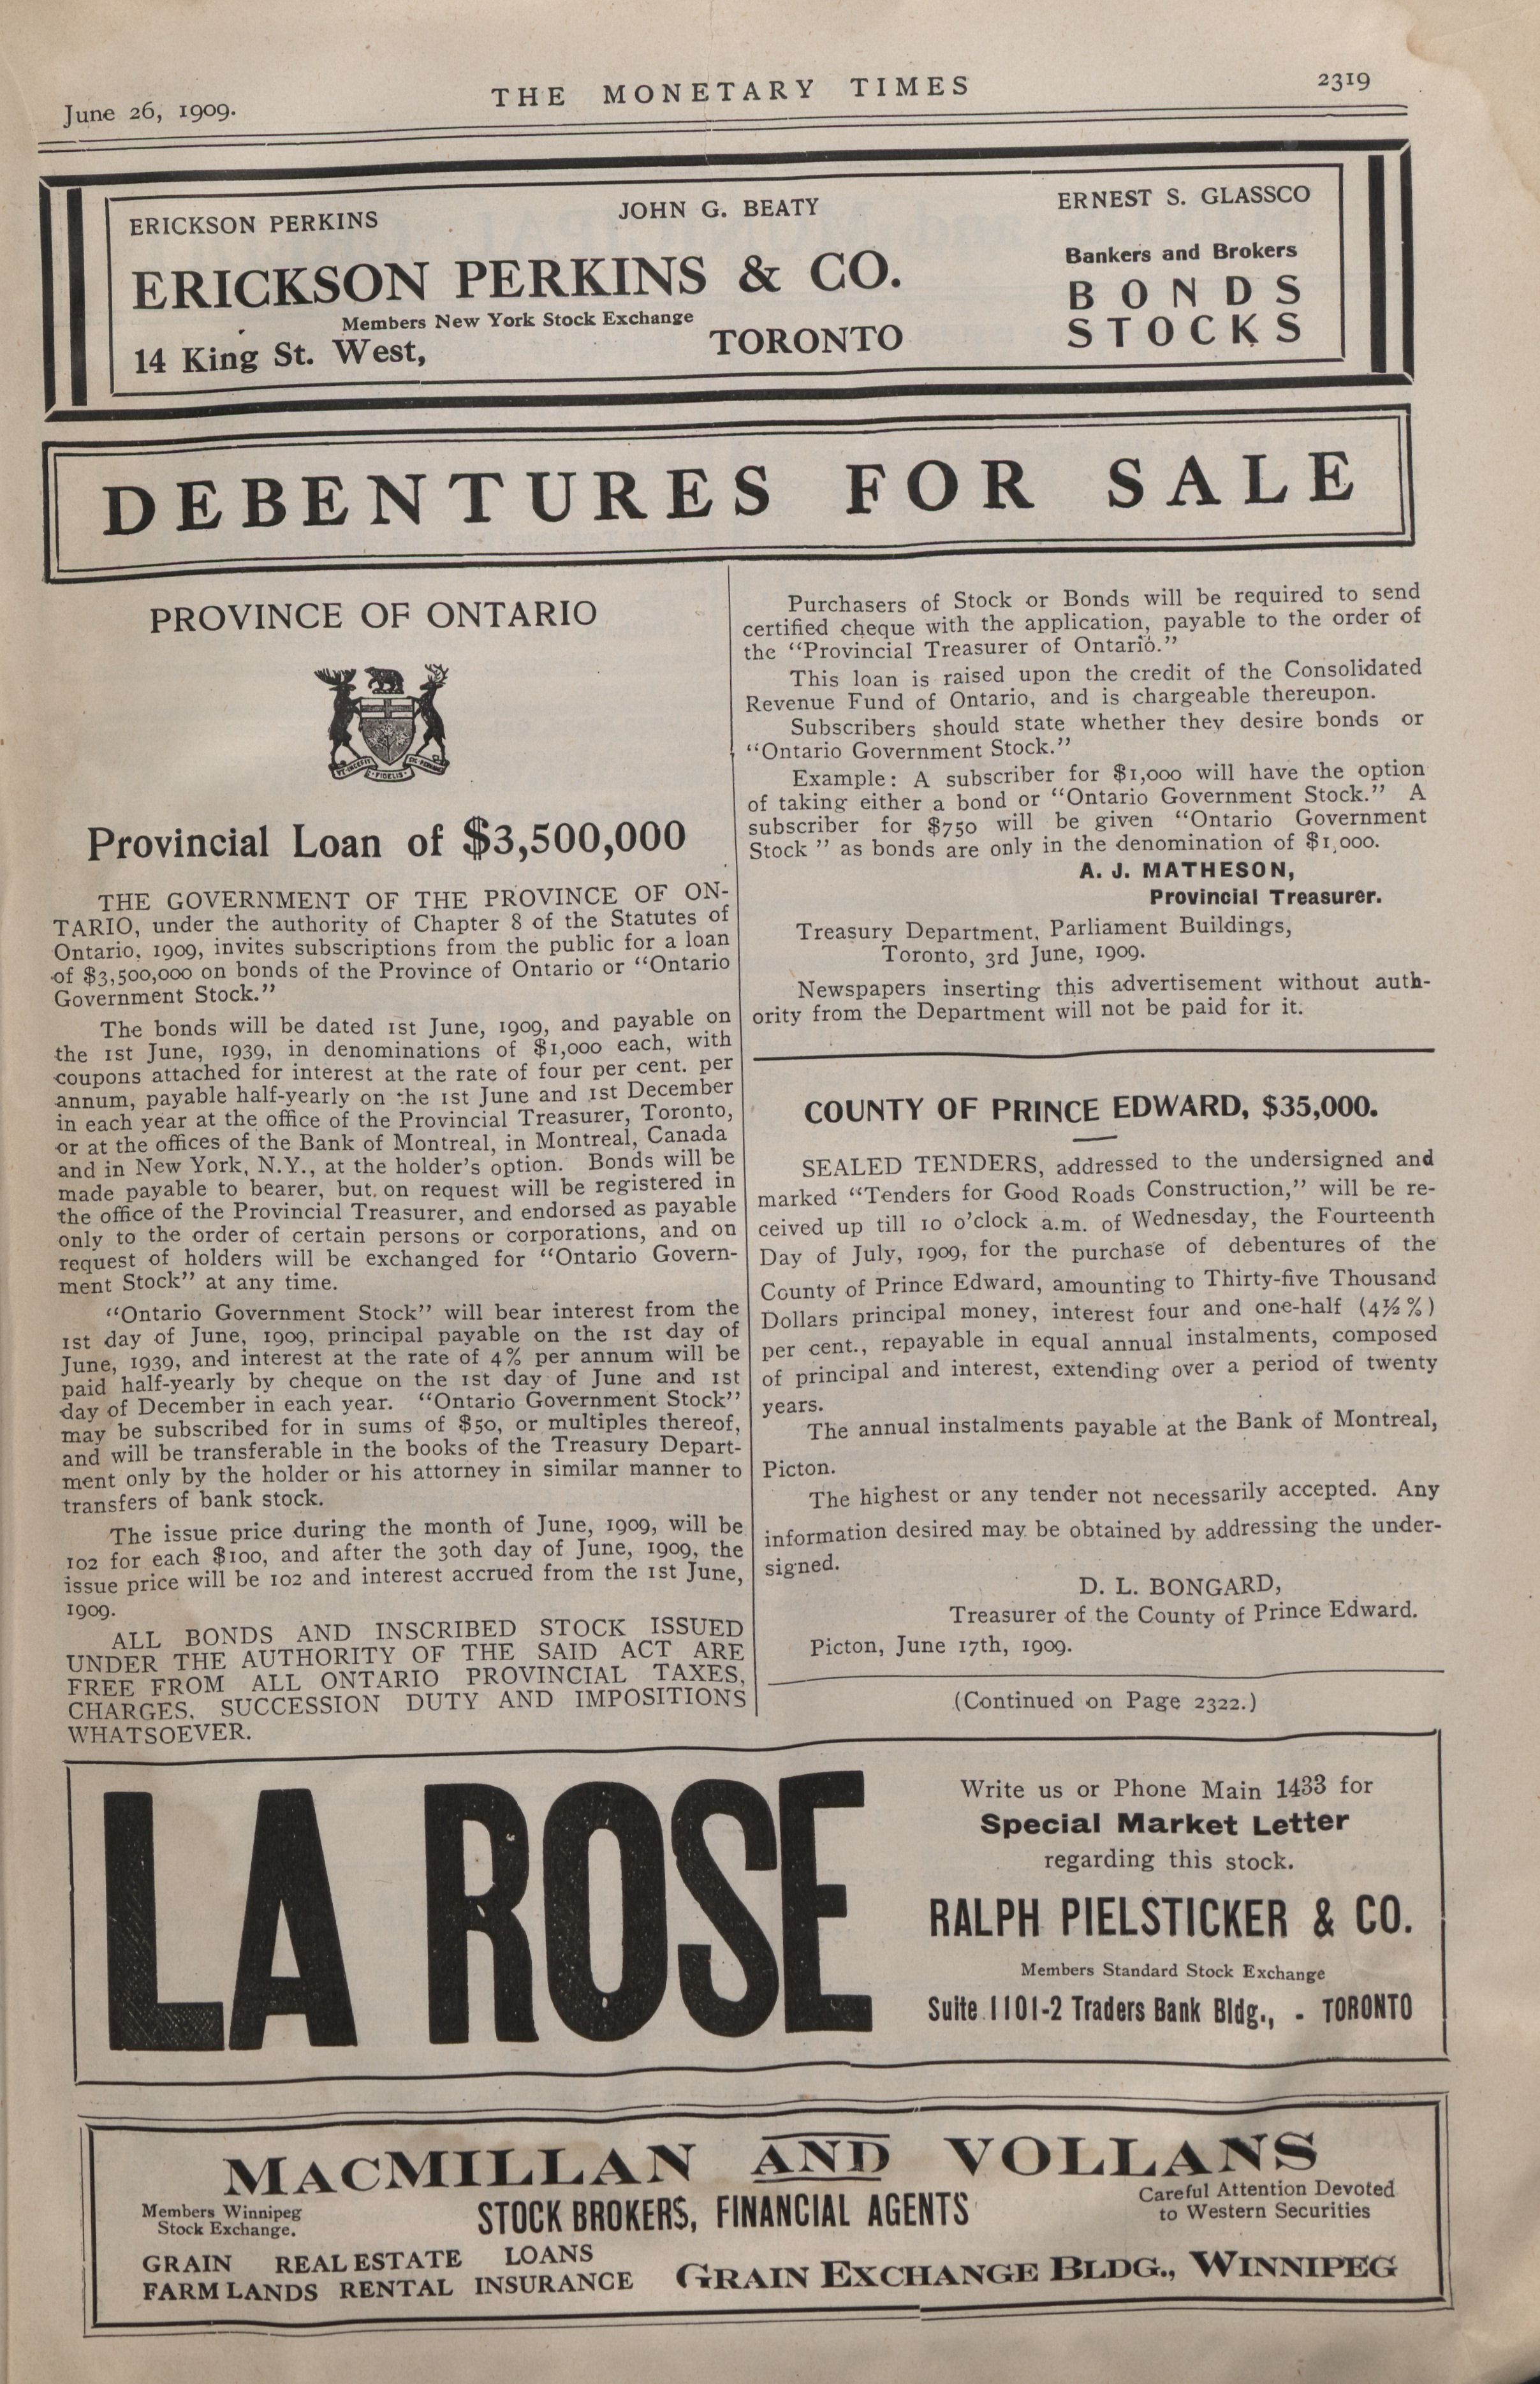 June 26, 1909.
THE MONETARY TIMES
2319
ERICKSON PERKINS
JOHN G. BEATY
ERNEST S. GLASSCO
ERICKSON PERKINS & CO.
Members New York Stock Exchange
14 King St. West,
TORONTO
Bankers and Brokers
BONDS
STOCKS
DEBENTURES FOR SALE
PROVINCE OF ONTARIO
Provincial Loan of $3,500,000
THE GOVERNMENT OF THE PROVINCE OF ON-
TARIO, under the authority of Chapter 8 of the Statutes of
Ontario, 1909, invites subscriptions from the public for a loan
of $3,500,000 on bonds of the Province of Ontario or "Ontario
Government Stock."
The bonds will be dated 1st June, 1909, and payable on
the 1st June, 1939, in denominations of $1,000 each, with
coupons attached for interest at the rate of four per cent. per
annum, payable half-yearly on the 1st June and 1st December
in each year at the office of the Provincial Treasurer, Toronto,
or at the offices of the Bank of Montreal, in Montreal, Canada
and in New York, N.Y., at the holder's option. Bonds will be
made payable to bearer, but, on request will be registered in
the office of the Provincial Treasurer, and endorsed as payable
only to the order of certain persons or corporations, and on
request of holders will be exchanged for "Ontario Govern-
ment Stock" at any time.
"Ontario Government Stock" will bear interest from the
1st day of June, 1909, principal payable on the 1st day of
June, 1939, and interest at the rate of 4% per annum will be
paid half-yearly by cheque on the 1st day of June and 1st
day of December in each year. "Ontario Government Stock"
may be subscribed for in sums of $50, or multiples thereof,
and will be transferable in the books of the Treasury Depart-
ment only by the holder or his attorney in similar manner to
transfers of bank stock.
The issue price during the month of June, 1909, will be
102 for each $100, and after the 30th day of June, 1909, the
issue price will be 102 and interest accrued from the 1st June,
1909.
ALL BONDS AND INSCRIBED STOCK ISSUED
UNDER THE AUTHORITY OF THE SAID ACT ARE
FREE FROM ALL ONTARIO PROVINCIAL TAXES,
CHARGES, SUCCESSION DUTY AND IMPOSITIONS
WHATSOEVER.
Purchasers of Stock or Bonds will be required to send
certified cheque with the application, payable to the order of
the "Provincial Treasurer of Ontario."
This loan is raised upon the credit of the Consolidated
Revenue Fund of Ontario, and is chargeable thereupon.
Subscribers should state whether they desire bonds or
"Ontario Government Stock."
Example: A subscriber for $1,000 will have the option
of taking either a bond or "Ontario Government Stock." A
subscriber for $750 will be given "Ontario Government
Stock" as bonds are only in the denomination of $1,000.
A. J. MATHESON,
Provincial Treasurer.
Treasury Department, Parliament Buildings,
Toronto, 3rd June, 1909.
Newspapers inserting this advertisement without auth-
ority from the Department will not be paid for it.
COUNTY OF PRINCE EDWARD, $35,000.
SEALED TENDERS, addressed to the undersigned and
marked "Tenders for Good Roads Construction," will be re-
ceived up till 10 o'clock a.m. of Wednesday, the Fourteenth
Day of July, 1909, for the purchase of debentures of the
County of Prince Edward, amounting to Thirty-five Thousand
Dollars principal money, interest four and one-half (4½%)
per cent., repayable in equal annual instalments, composed
of principal and interest, extending over a period of twenty
years.
The annual instalments payable at the Bank of Montreal,
Picton.
The highest or any tender not necessarily accepted. Any
information desired may be obtained by addressing the under-
signed.
D. L. BONGARD,
Treasurer of the County of Prince Edward.
Picton, June 17th, 1909.
(Continued on Page 2322.)
LA ROSE
Write us or Phone Main 1433 for
Special Market Letter
regarding this stock.
RALPH PIELSTICKER & CO.
Members Standard Stock Exchange
Suite 1101-2 Traders Bank Bldg., - TORONTO
MACMILLAN AND VOLLANS
Members Winnipeg
Stock Exchange.
STOCK BROKERS, FINANCIAL AGENTS
Careful Attention Devoted
to Western Securities
GRAIN REAL ESTATE LOANS
FARM LANDS RENTAL INSURANCE
GRAIN EXCHANGE BLDG., WINNIPEG